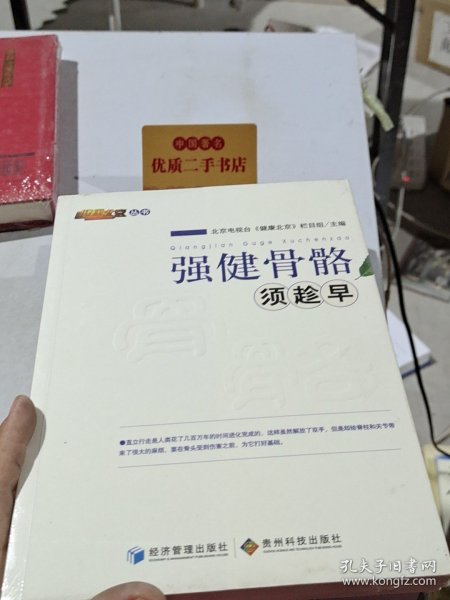 中国著名
优质二手书店
丛书
北京电视台《健康北京》栏目组/主编
Qiangjian Guge Xuchenzao
强健骨骼
须趁早
●直立行走是人类花了几百万年的时间进化完成的，这样虽然解放了双手，但是却给脊柱和关节带
来了很大的麻烦，要在骨头受到伤害之前，为它打好基础。
经济管理出版社
ECONOMY & MANAGEMENT PUBLISHING HOUSE
贵州科技出版社
孔夫子旧书网
www.kongfz.com